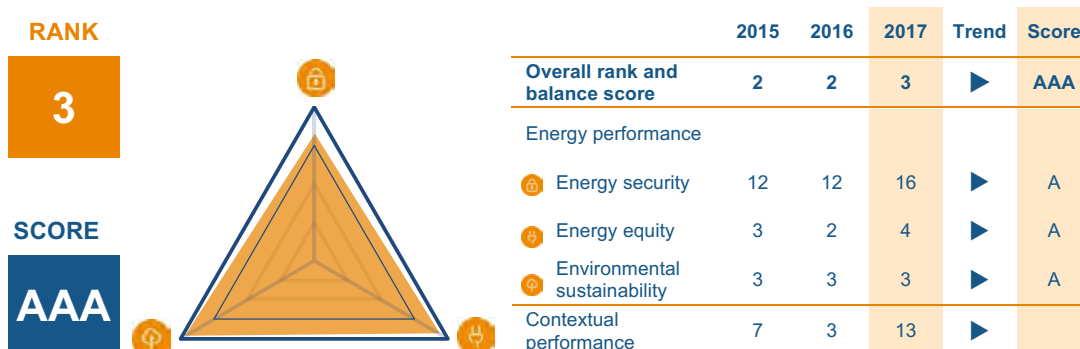 RANK
3
SCORE
AAA
2015 2016 2017 Trend Score
Overall rank and
balance score 2 2 3 AAA
Energy performance
Energy security 12 12 16 A
Energy equity 3 2 4 A
Environmental
sustainability 3 3 3 A
Contextual
performance 7 3 13